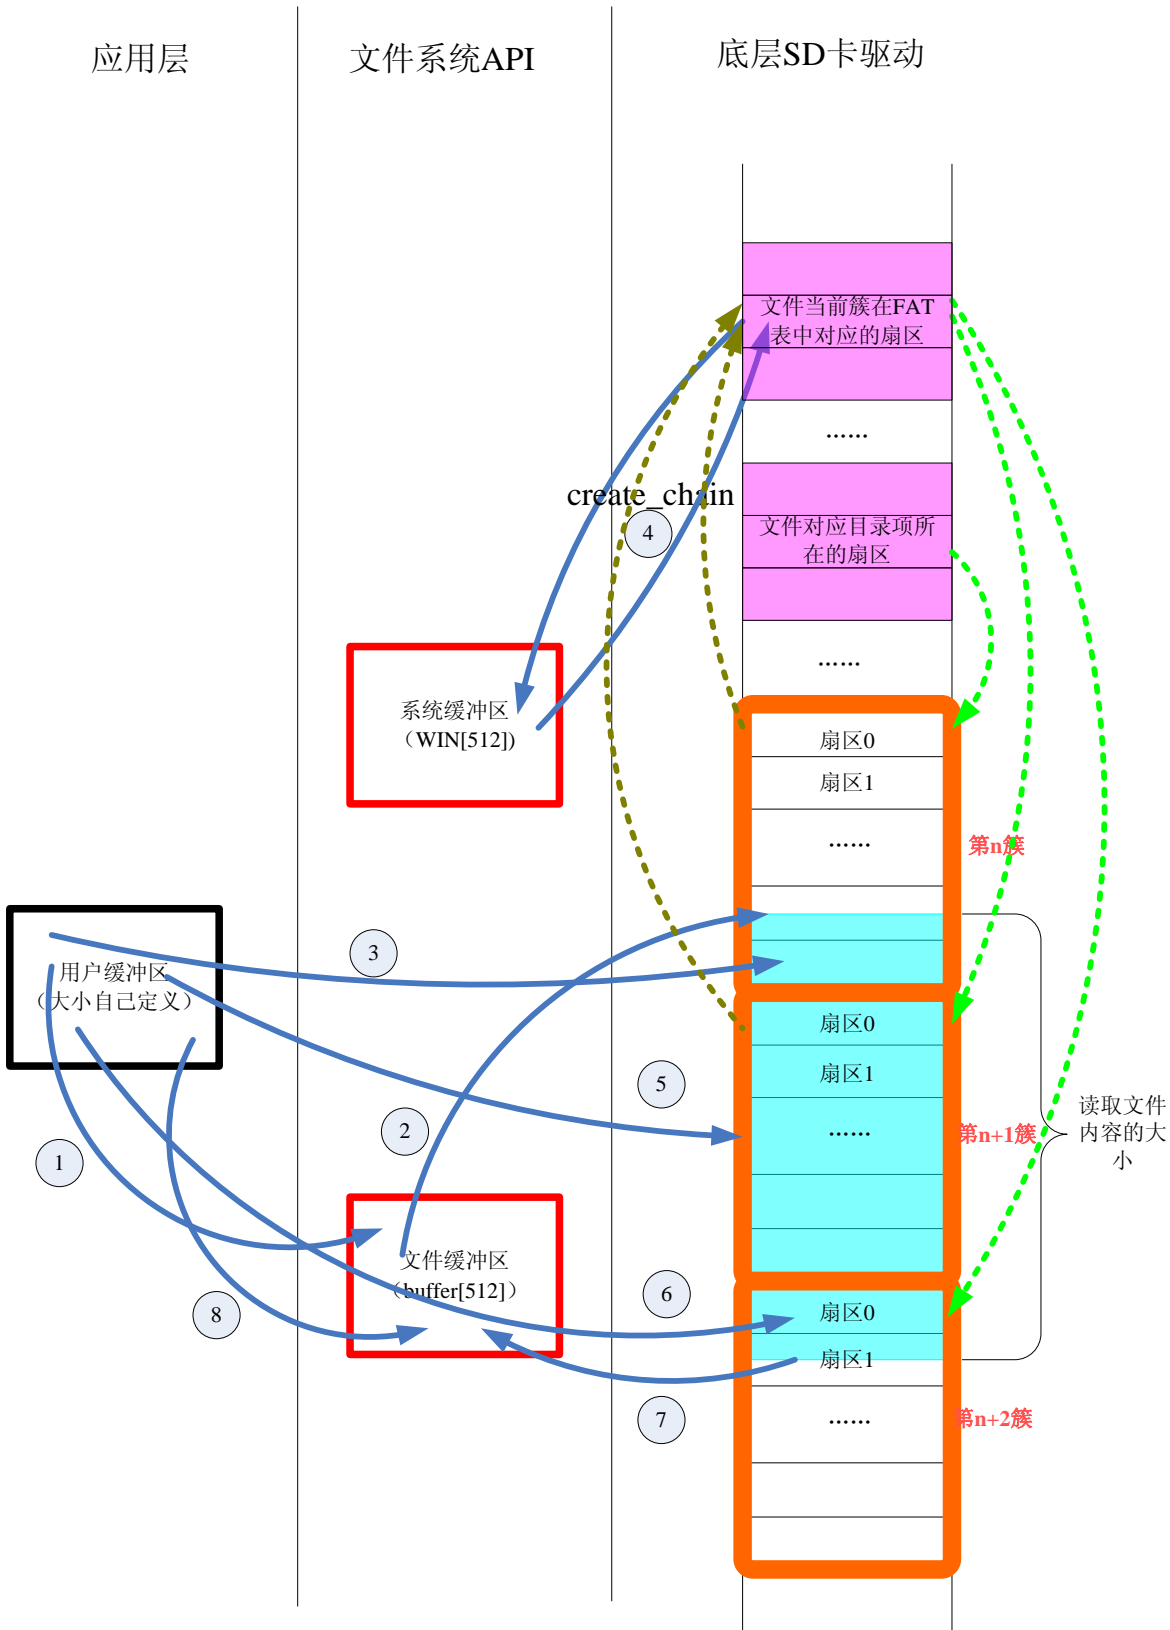 应用层
文件系统API
底层SD卡驱动
文件当前簇在FAT
表中对应的扇区
……
create_chain
4
文件对应目录项所
在的扇区
……
系统缓冲区
（WIN[512])
扇区0
扇区1
……
第n簇
用户缓冲区
（大小自己定义）
3
扇区0
扇区1
……
第n+1簇
5
2
1
读取文件
内容的大
小
文件缓冲区
（buffer[512]）
6
8
7
扇区0
扇区1
……
第n+2簇